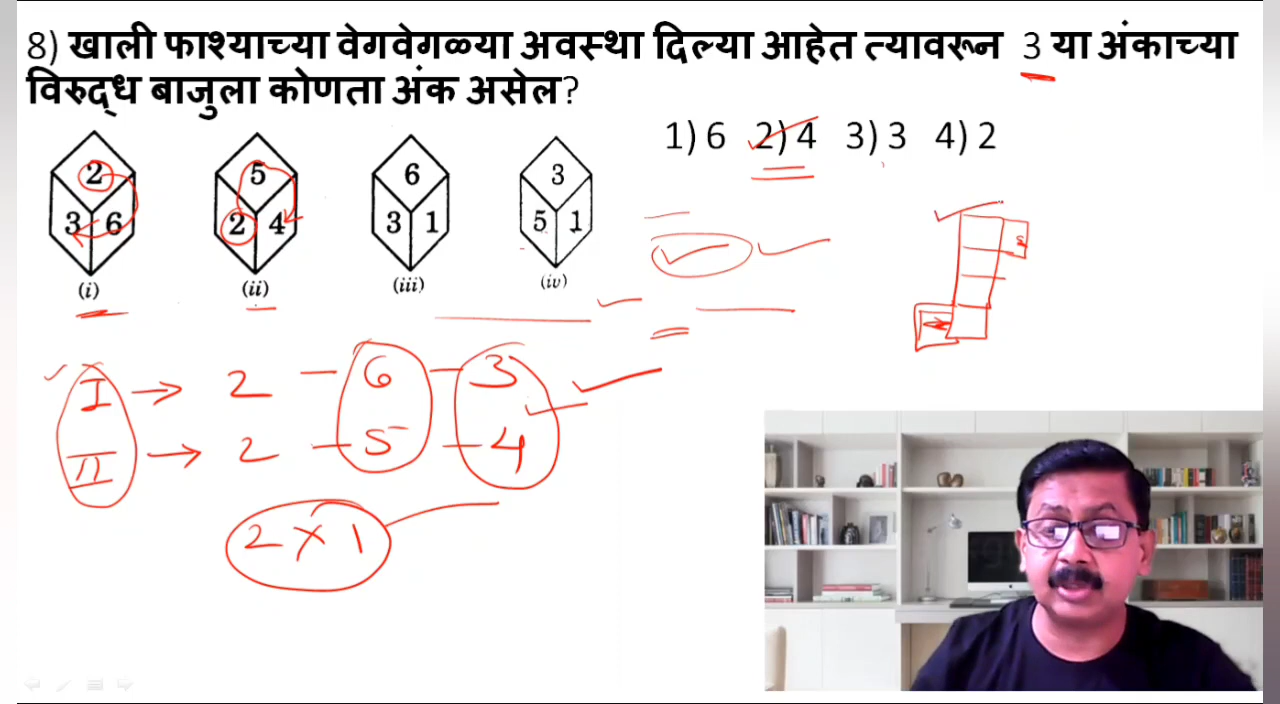 8) खाली फाश्याच्या वेगवेगळ्या अवस्था दिल्या आहेत त्यावरून 3 या अंकाच्या
विरुद्ध बाजुला कोणता अंक असेल?
1) 6 2) 4 3) 3 4) 2
2 5 6 3
3 6 2 4 3 1 5 1
(i) (ii) (iii) (iv)
I → 2 — 6 — 3
II → 2 — 5 — 4
2 × 1